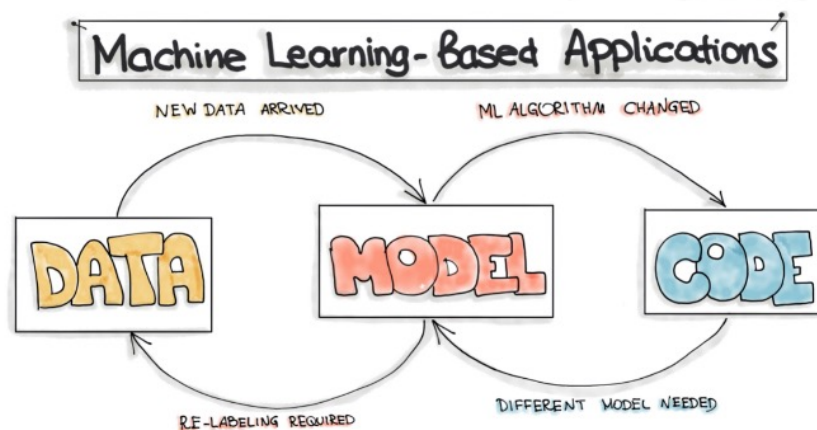 Machine Learning-Based Applications
NEW DATA ARRIVED
ML ALGORITHM CHANGED
DATA
MODEL
CODE
RE-LABELING REQUIRED
DIFFERENT MODEL NEEDED